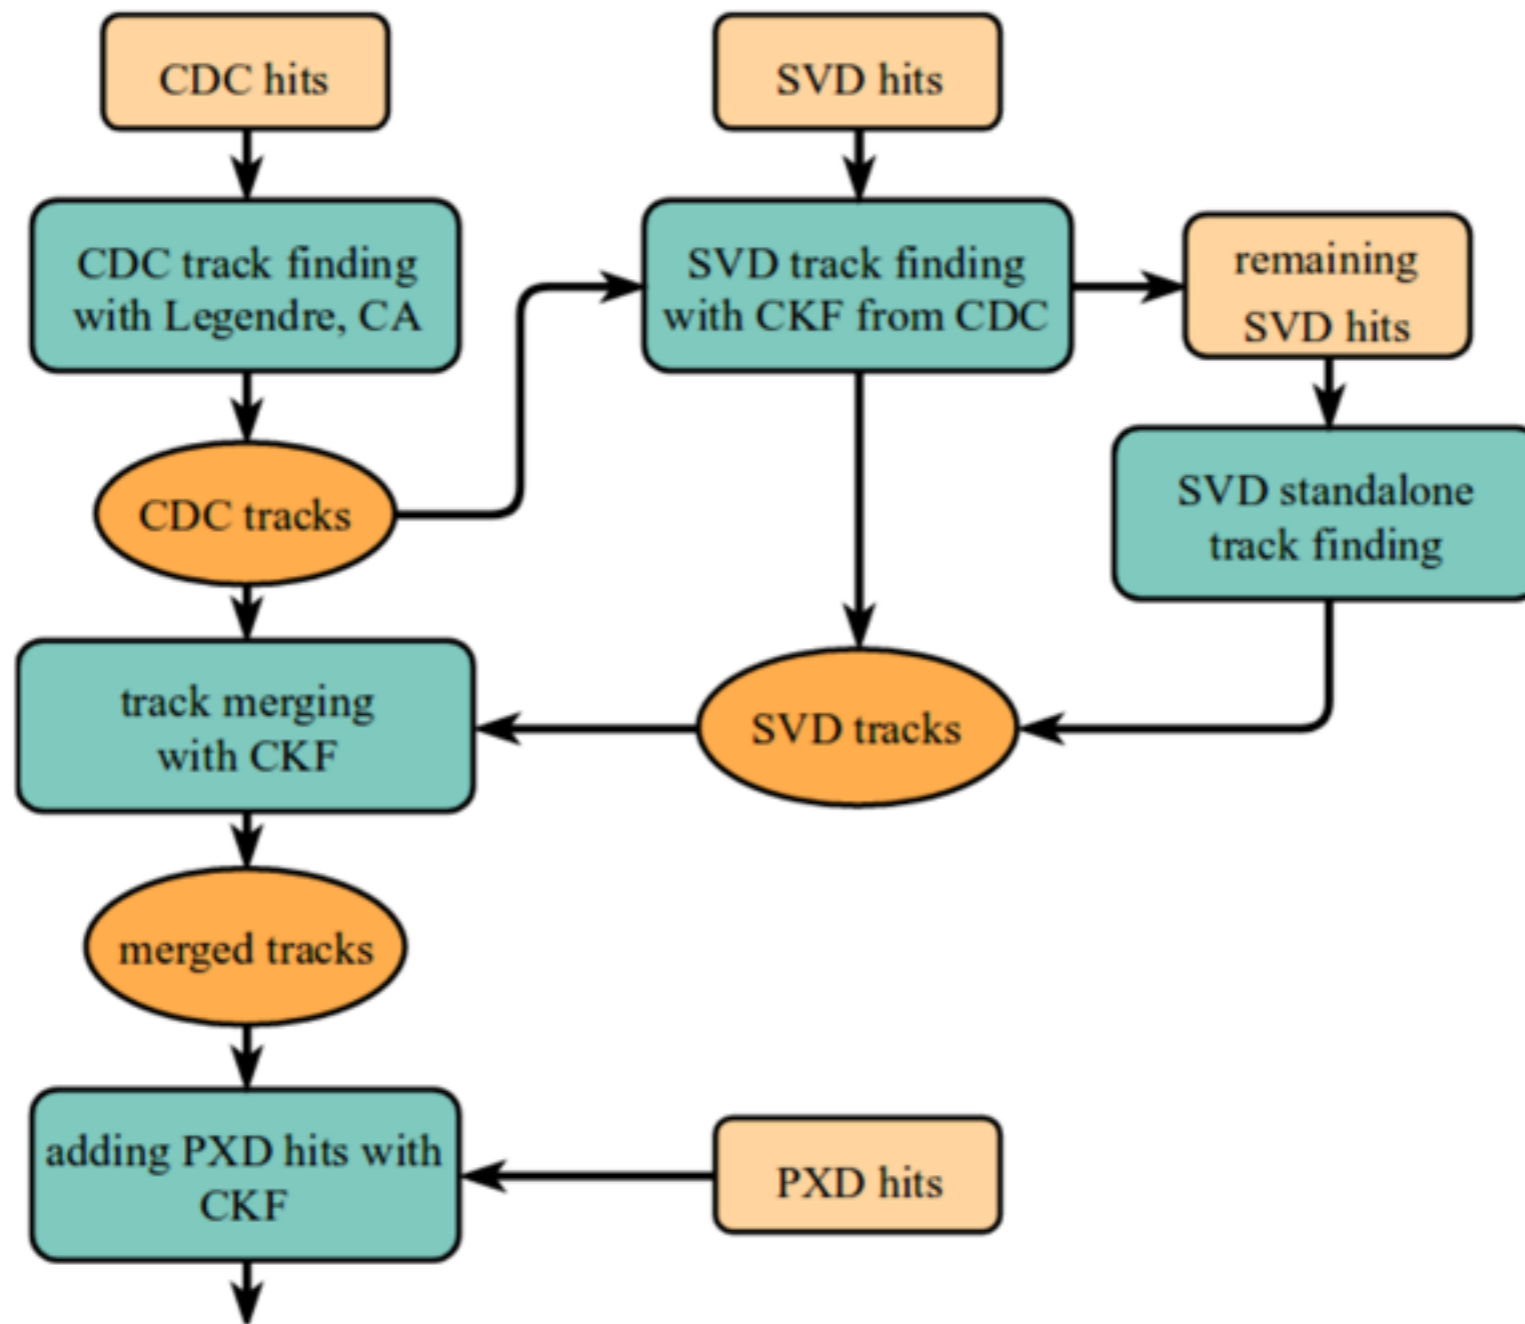 CDC hits
SVD hits
CDC track finding
with Legendre, CA
SVD track finding
with CKF from CDC
remaining
SVD hits
CDC tracks
SVD standalone
track finding
track merging
with CKF
SVD tracks
merged tracks
adding PXD hits with
CKF
PXD hits